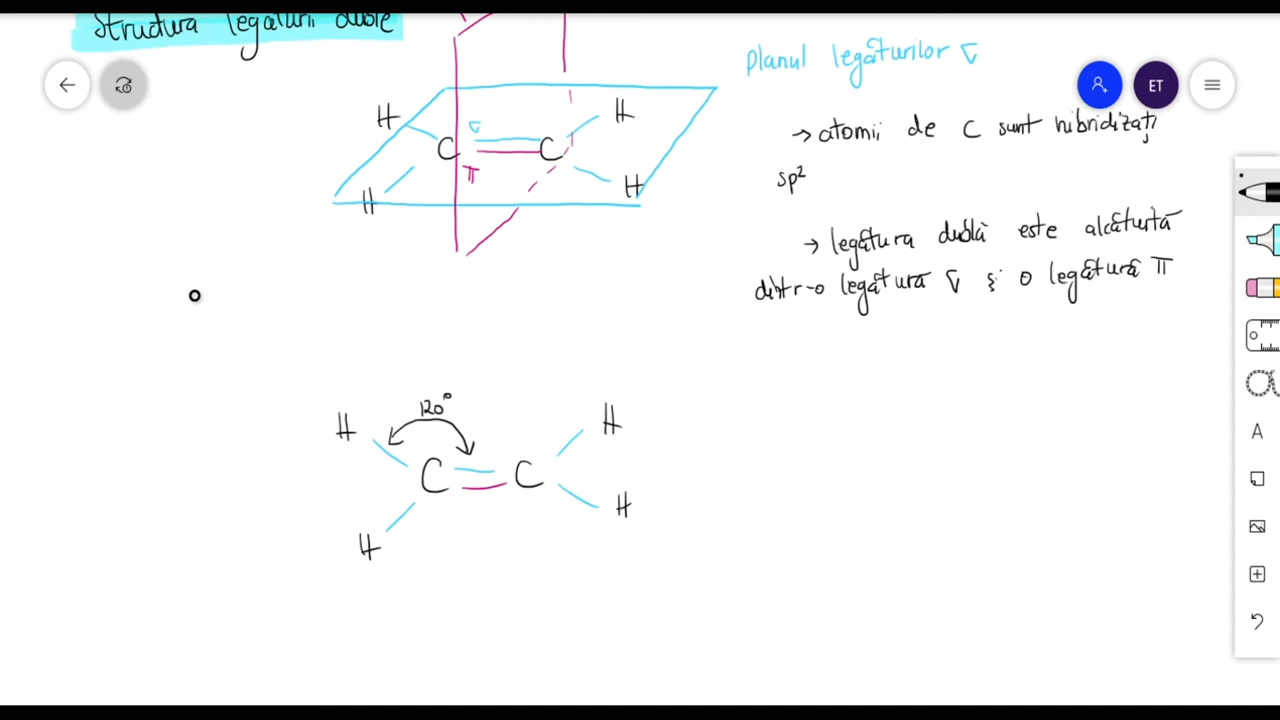 Structura legăturii duble
planul legăturilor σ
→ atomii de C sunt hibridizați
sp²
→ legătura dublă este alcătuită
dintr-o legătură σ și o legătură π
H H
σ
C C
π
H H
120°
H H
C C
H
H
ET
A